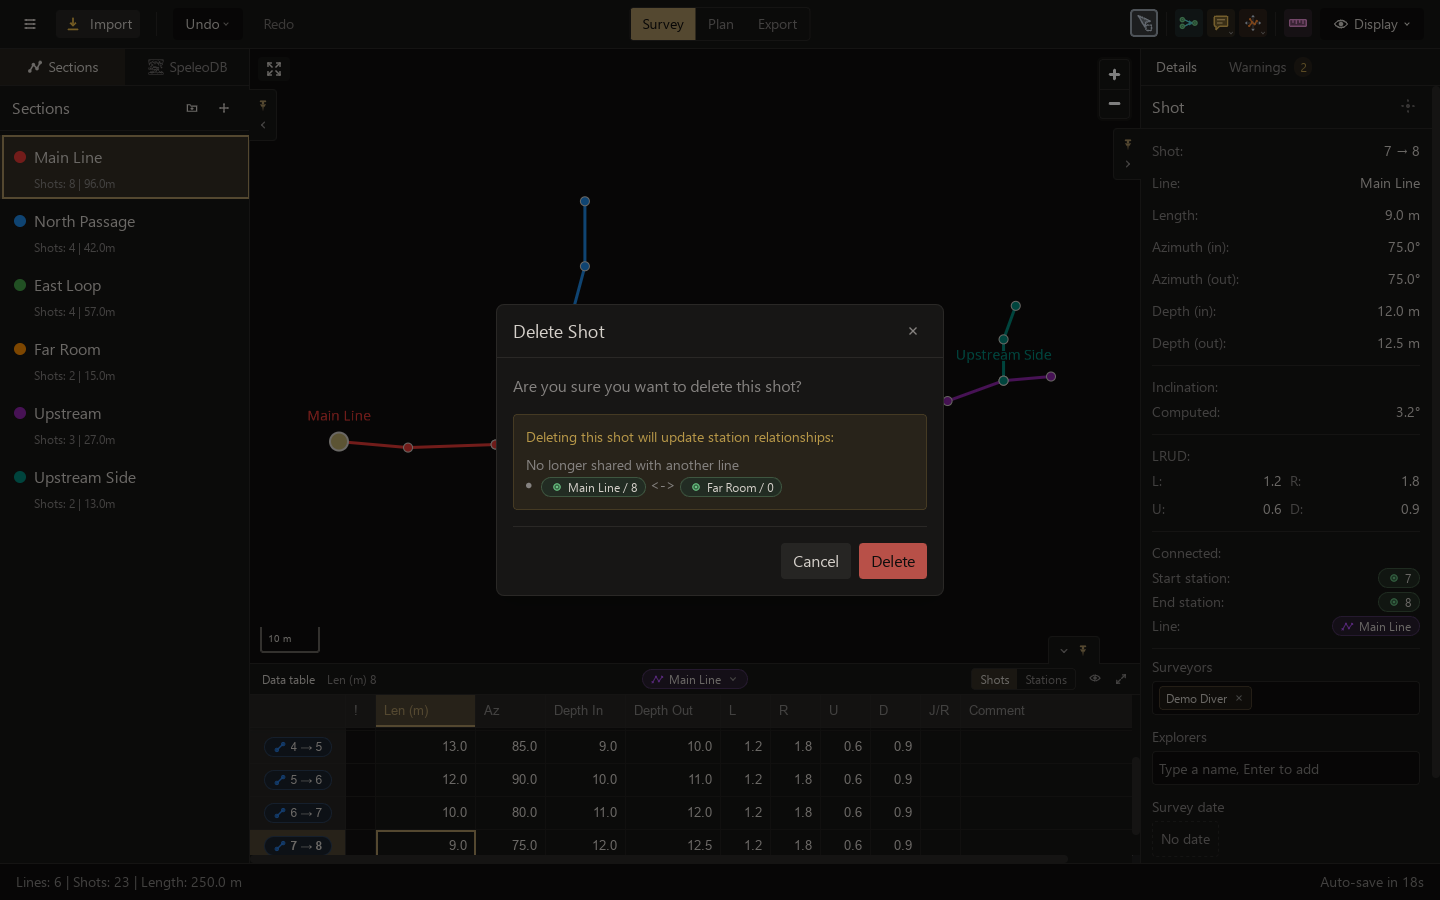 Import
Undo
Redo
Survey
Plan
Export
Display
Sections
SpeleoDB
Sections
Main Line
Shots: 8 | 96.0m
North Passage
Shots: 4 | 42.0m
East Loop
Shots: 4 | 57.0m
Far Room
Shots: 2 | 15.0m
Upstream
Shots: 3 | 27.0m
Upstream Side
Shots: 2 | 13.0m
Main Line
Upstream Side
10 m
Delete Shot
Are you sure you want to delete this shot?
Deleting this shot will update station relationships:
No longer shared with another line
• Main Line / 8 <-> Far Room / 0
Cancel
Delete
Details
Warnings 2
Shot
Shot: 7 → 8
Line: Main Line
Length: 9.0 m
Azimuth (in): 75.0°
Azimuth (out): 75.0°
Depth (in): 12.0 m
Depth (out): 12.5 m
Inclination:
Computed: 3.2°
LRUD:
L: 1.2 R: 1.8
U: 0.6 D: 0.9
Connected:
Start station: 7
End station: 8
Line: Main Line
Surveyors
Demo Diver ×
Explorers
Type a name, Enter to add
Survey date
No date
Data table Len (m) 8
Main Line
Shots
Stations
! Len (m) Az Depth In Depth Out L R U D J/R Comment
4 → 5 13.0 85.0 9.0 10.0 1.2 1.8 0.6 0.9
5 → 6 12.0 90.0 10.0 11.0 1.2 1.8 0.6 0.9
6 → 7 10.0 80.0 11.0 12.0 1.2 1.8 0.6 0.9
7 → 8 9.0 75.0 12.0 12.5 1.2 1.8 0.6 0.9
Lines: 6 | Shots: 23 | Length: 250.0 m
Auto-save in 18s